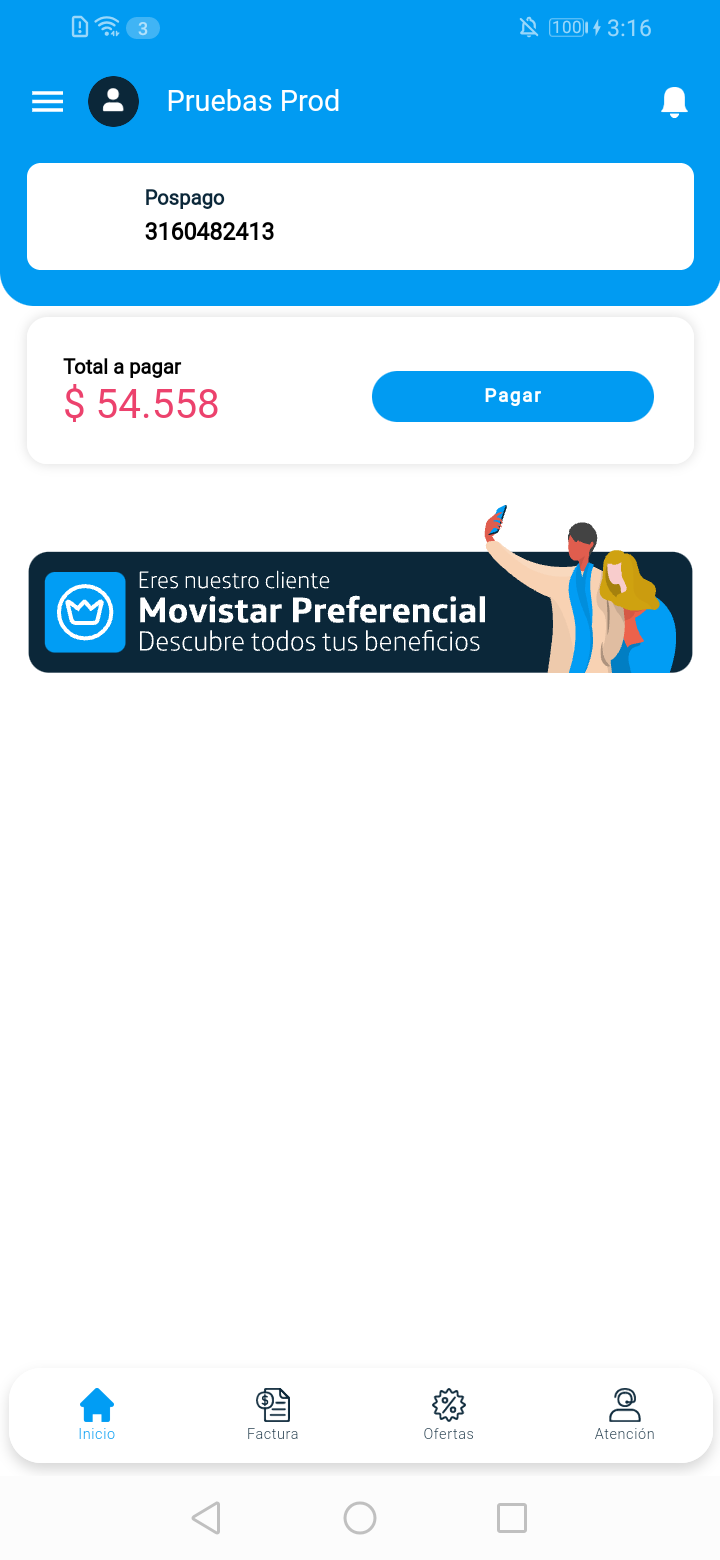 3
100
3:16
Pruebas Prod
Pospago
3160482413
Total a pagar
$ 54.558
Pagar
Eres nuestro cliente
Movistar Preferencial
Descubre todos tus beneficios
Inicio
Factura
Ofertas
Atención